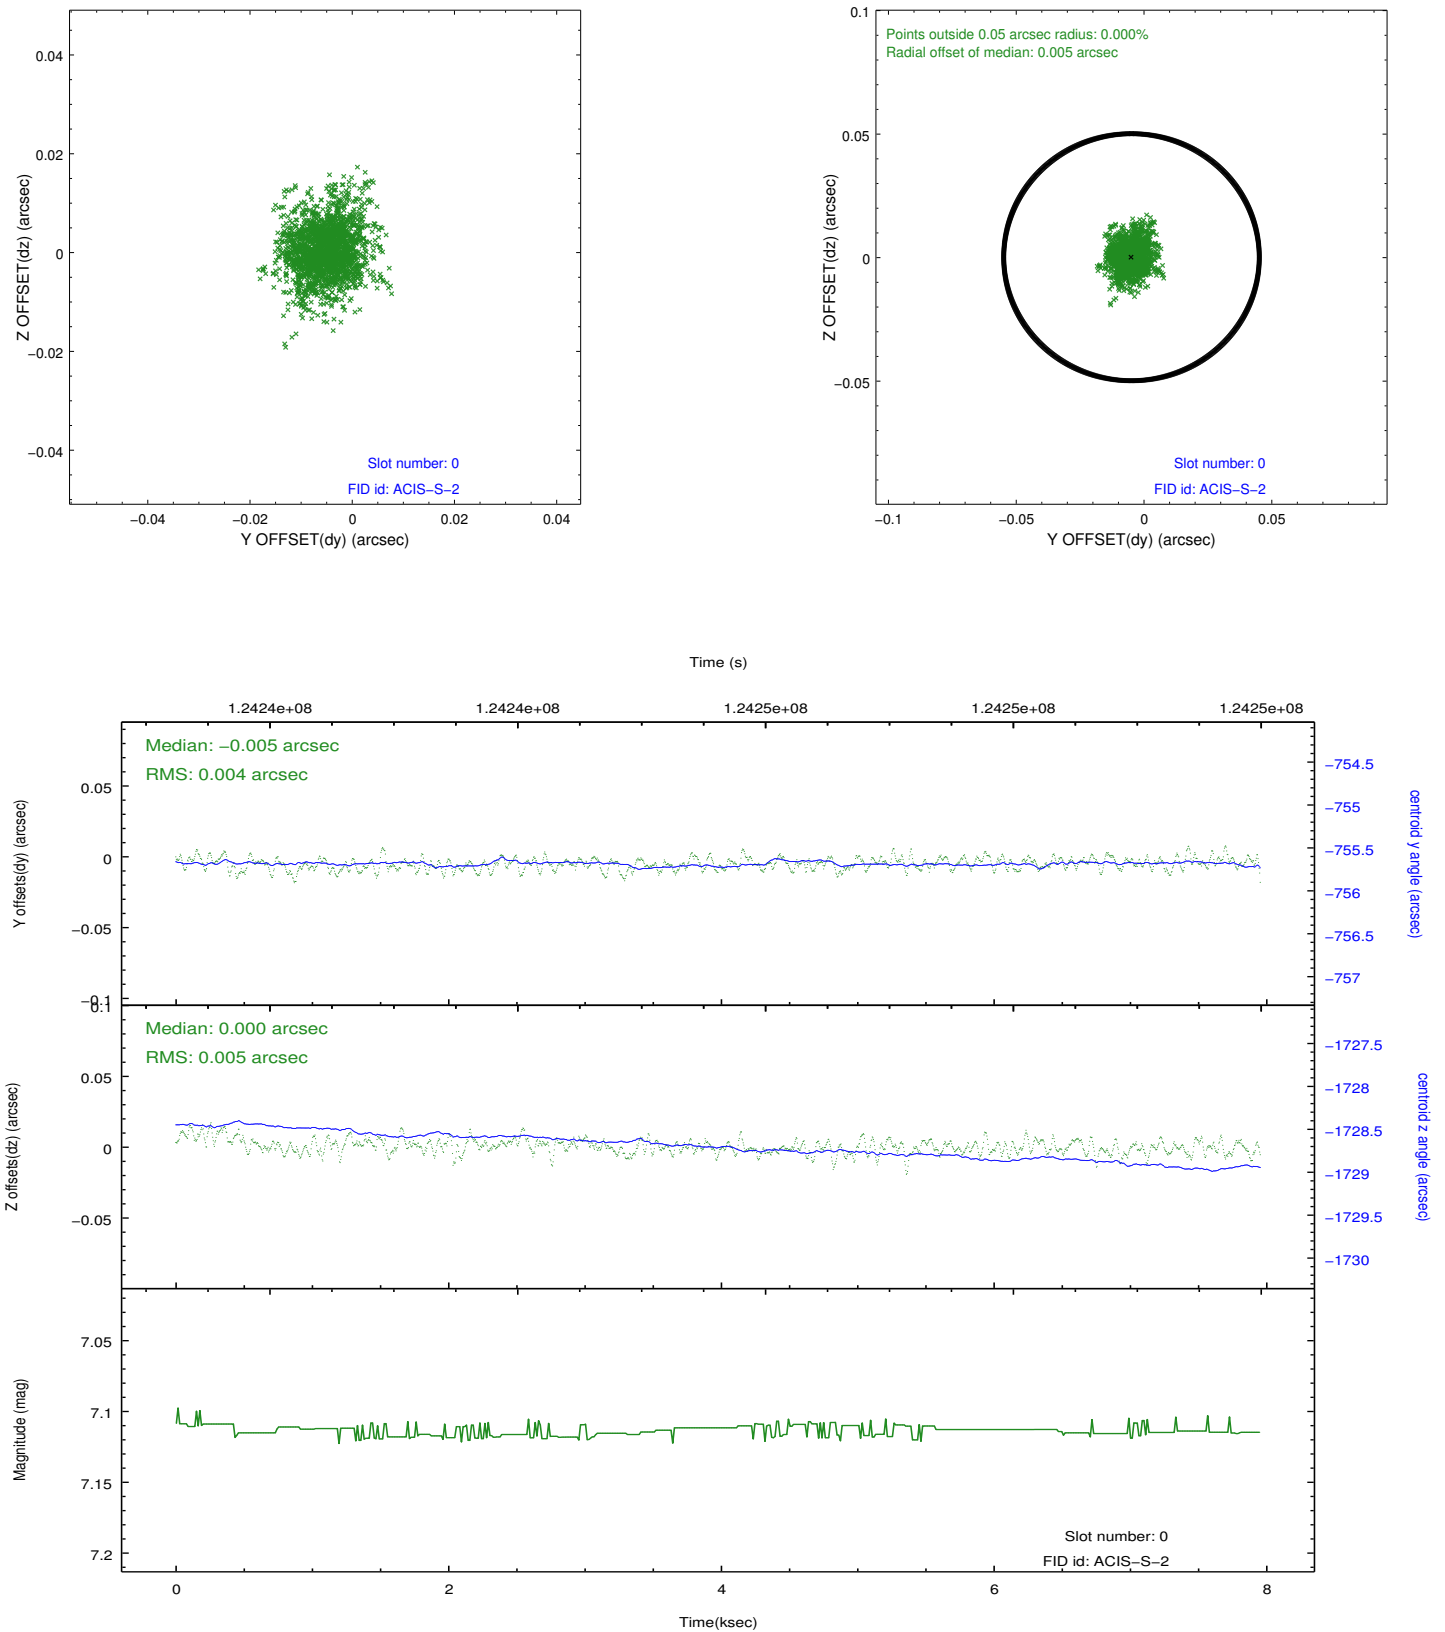 0.04
0.02
0
−0.02
−0.04
Z OFFSET(dz) (arcsec)
Slot number: 0
FID id: ACIS−S−2
−0.04
−0.02
0
0.02
0.04
Y OFFSET(dy) (arcsec)
0.1
0.05
0
−0.05
Z OFFSET(dz) (arcsec)
Points outside 0.05 arcsec radius: 0.000%
Radial offset of median: 0.005 arcsec
Slot number: 0
FID id: ACIS−S−2
−0.1
−0.05
0
0.05
Y OFFSET(dy) (arcsec)
Time (s)
1.2424e+08
1.2424e+08
1.2425e+08
1.2425e+08
1.2425e+08
Median: −0.005 arcsec
RMS: 0.004 arcsec
0.05
0
−0.05
−0.1
Y offsets(dy) (arcsec)
−754.5
−755
−755.5
−756
−756.5
−757
centroid y angle (arcsec)
Median: 0.000 arcsec
RMS: 0.005 arcsec
0.1
0.05
0
−0.05
Z offsets(dz) (arcsec)
−1727.5
−1728
−1728.5
−1729
−1729.5
−1730
centroid z angle (arcsec)
7.05
7.1
7.15
7.2
Magnitude (mag)
Slot number: 0
FID id: ACIS−S−2
0
2
4
6
8
Time(ksec)